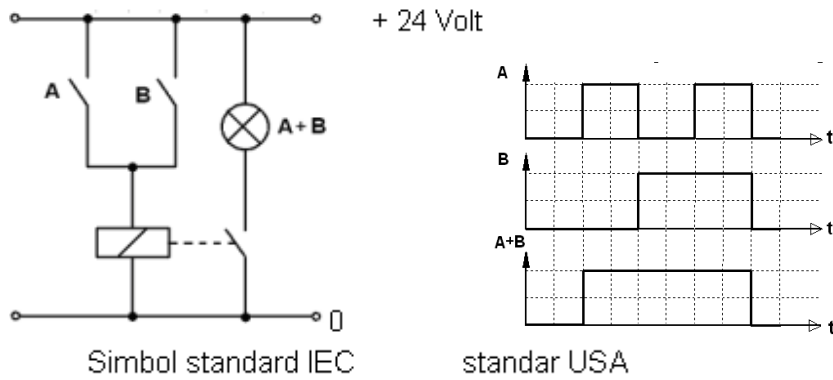 + 24 Volt
A
B
A+B
0
A
t
B
t
A+B
t
Simbol standard IEC
standar USA